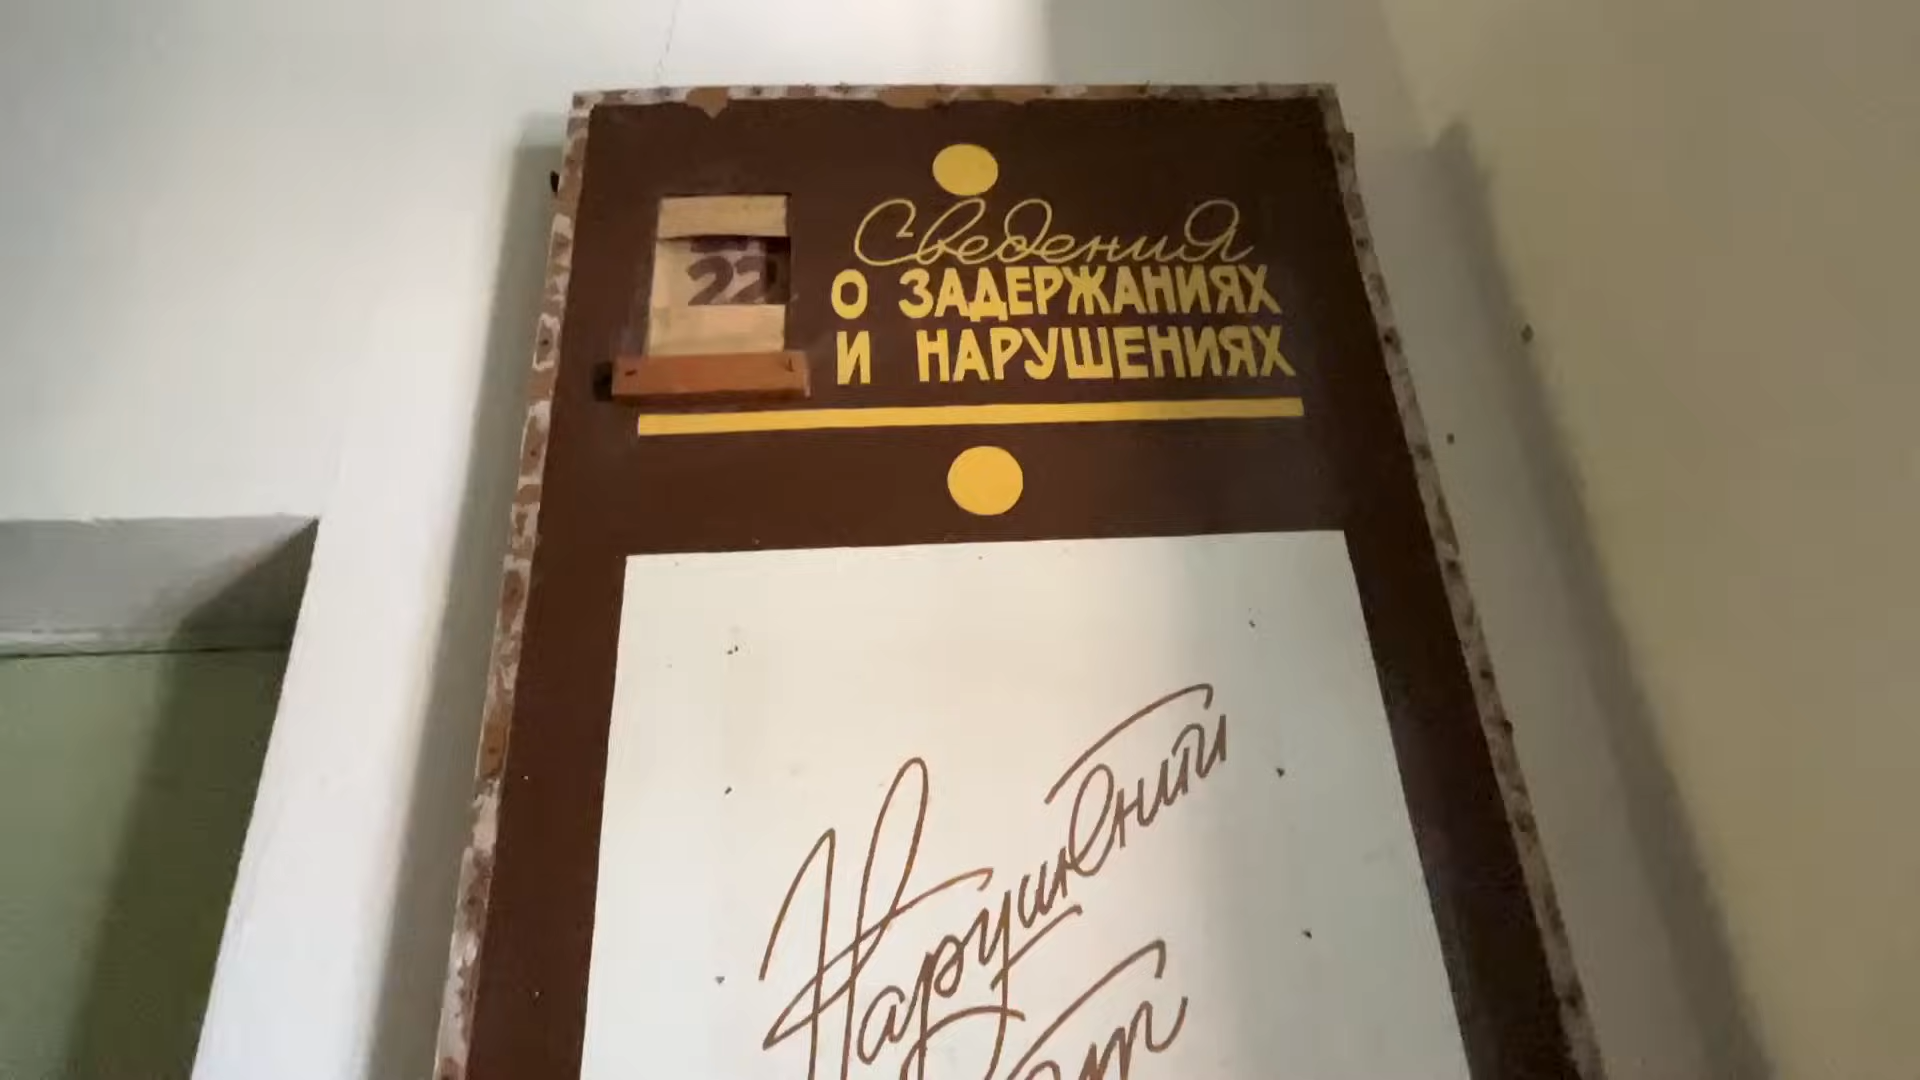 22
Сведения
О ЗАДЕРЖАНИЯХ
И НАРУШЕНИЯХ
Нарушений